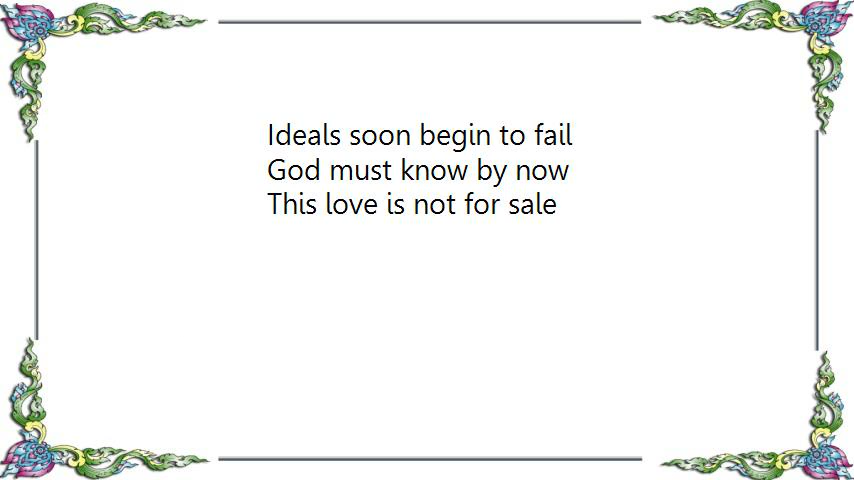 Ideals soon begin to fail
God must know by now
This love is not for sale